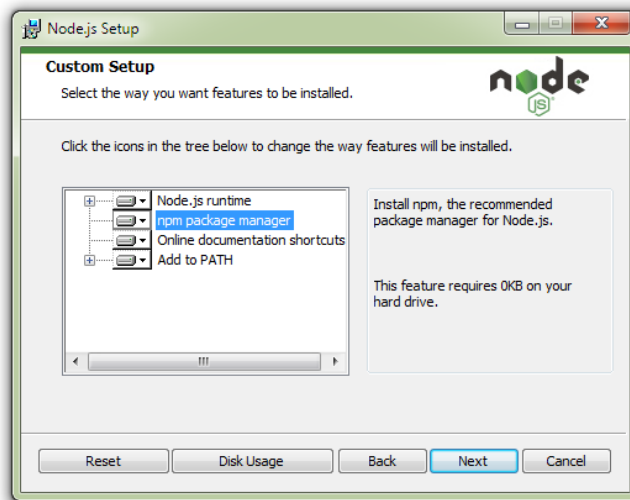 Node.js Setup
Custom Setup
Select the way you want features to be installed.
node
JS
Click the icons in the tree below to change the way features will be installed.
Node.js runtime
npm package manager
Online documentation shortcuts
Add to PATH
Install npm, the recommended
package manager for Node.js.
This feature requires 0KB on your
hard drive.
Reset
Disk Usage
Back
Next
Cancel